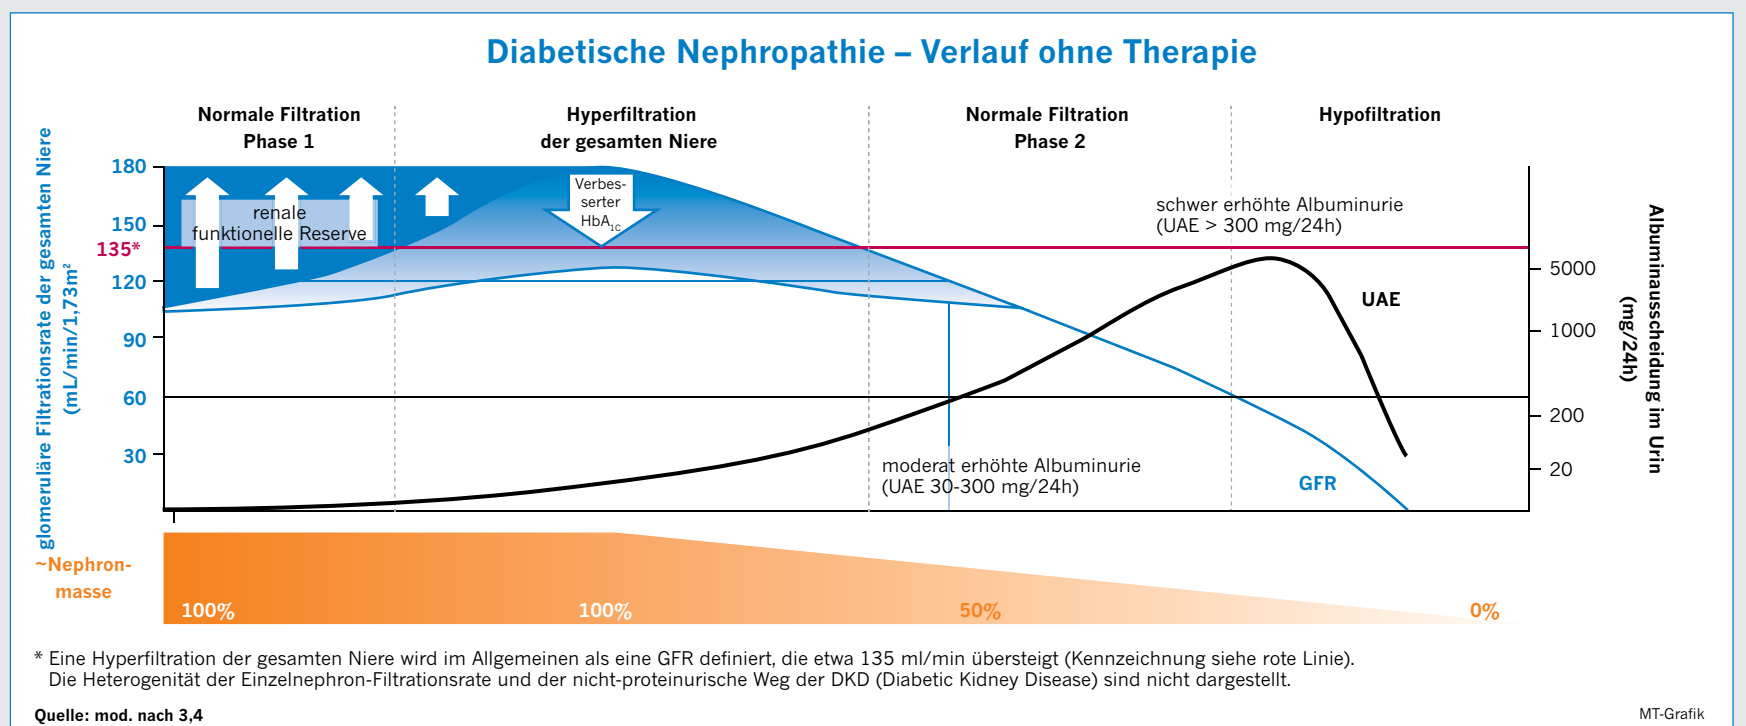 Diabetische Nephropathie – Verlauf ohne Therapie
Normale Filtration
Phase 1
Hyperfiltration
der gesamten Niere
Normale Filtration
Phase 2
Hypofiltration
glomeruläre Filtrationsrate der gesamten Niere
(mL/min/1,73m²
180
150
135*
120
90
60
30
renale
funktionelle Reserve
Verbes-
serter
HbA1C
schwer erhöhte Albuminurie
(UAE > 300 mg/24h)
UAE
moderat erhöhte Albuminurie
(UAE 30-300 mg/24h)
GFR
5000
1000
200
20
Albuminausscheidung im Urin
(mg/24h)
~Nephron-
masse
100%
100%
50%
0%
* Eine Hyperfiltration der gesamten Niere wird im Allgemeinen als eine GFR definiert, die etwa 135 ml/min übersteigt (Kennzeichnung siehe rote Linie).
Die Heterogenität der Einzelnephron-Filtrationsrate und der nicht-proteinurische Weg der DKD (Diabetic Kidney Disease) sind nicht dargestellt.
Quelle: mod. nach 3,4
MT-Grafik